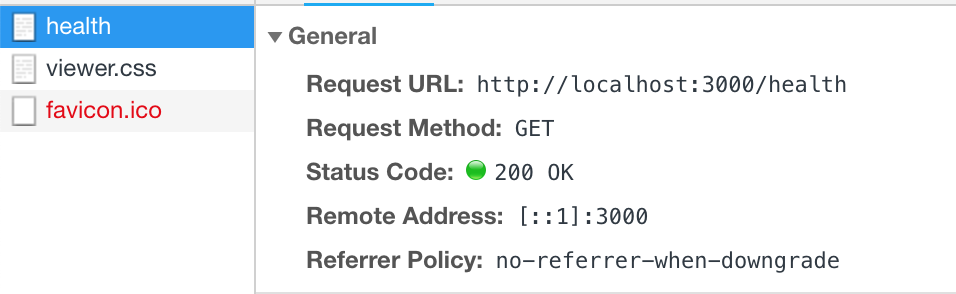 health
viewer.css
favicon.ico
General
Request URL: http://localhost:3000/health
Request Method: GET
Status Code: 200 OK
Remote Address: [::1]:3000
Referrer Policy: no-referrer-when-downgrade